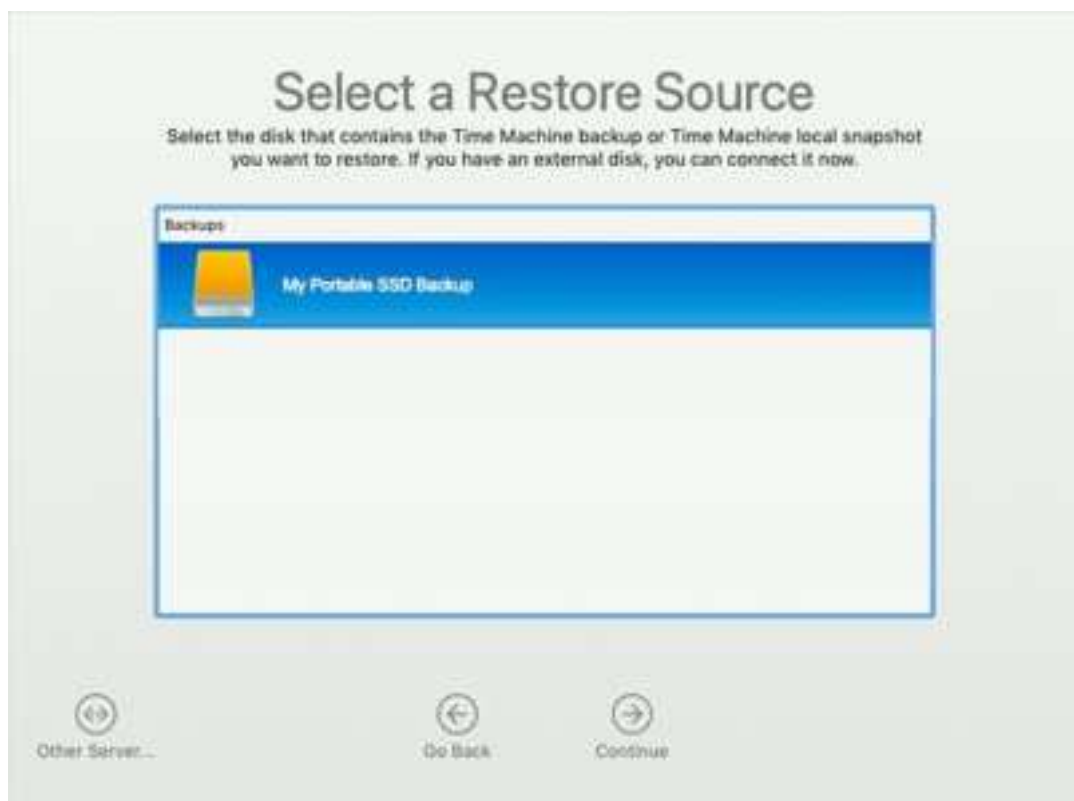 Select a Restore Source
Select the disk that contains the Time Machine backup or Time Machine local snapshot
you want to restore. If you have an external disk, you can connect it now.
Backups
My Portable SSD Backup
Other Server...
Go Back
Continue